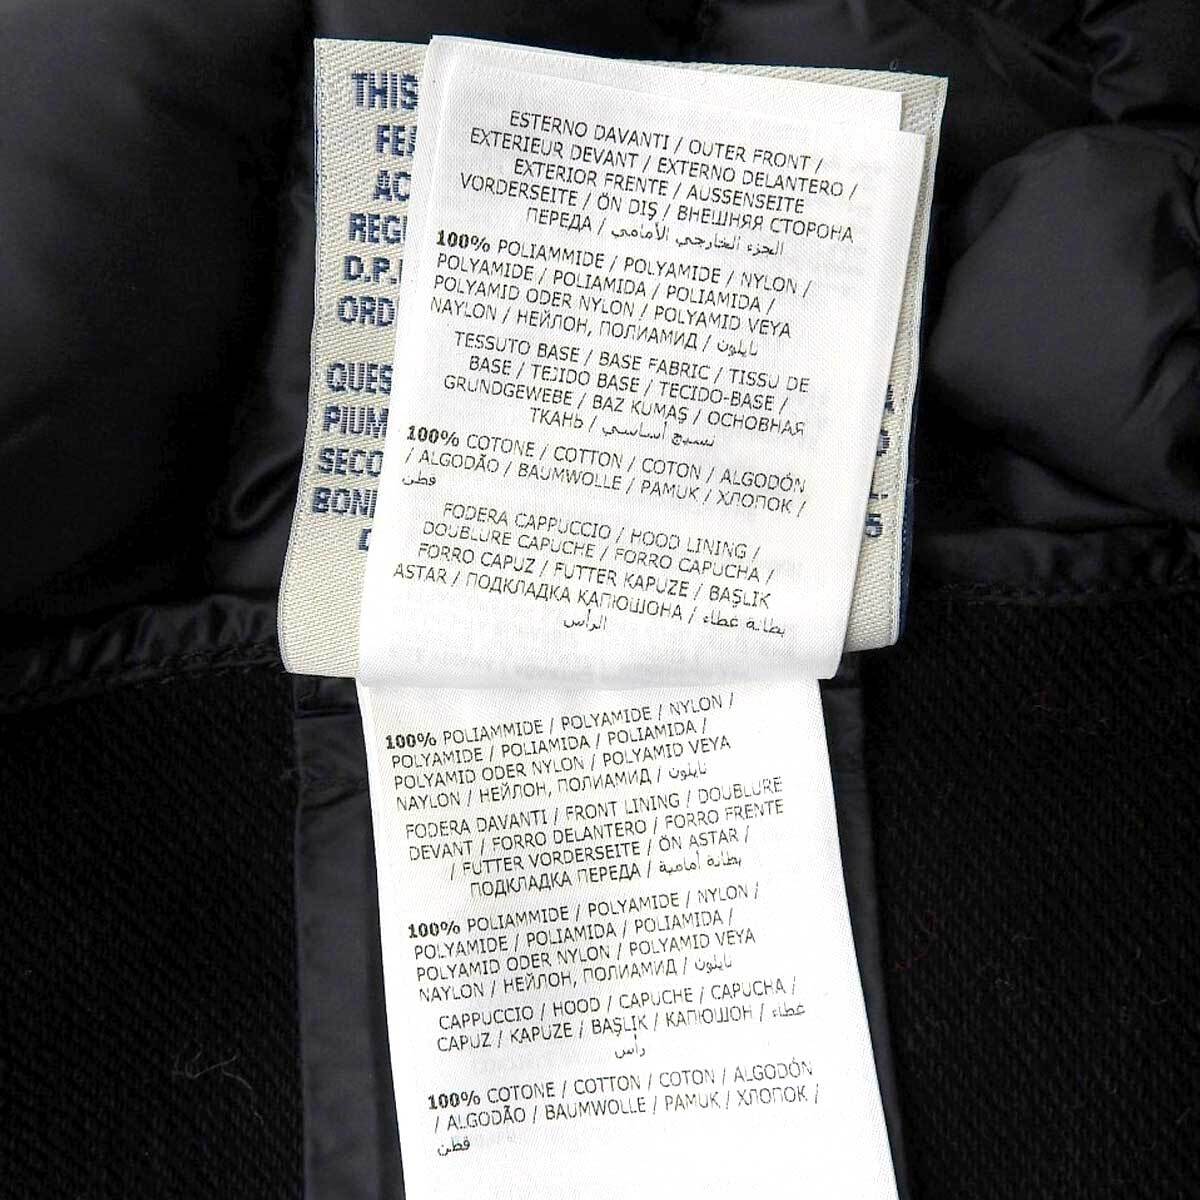 THIS
FEA
AC
REGU
D.P.
ORD
QUES
PIUM
SECO
BONI
ESTERNO DAVANTI / OUTER FRONT /
EXTERIEUR DEVANT / EXTERNO DELANTERO /
EXTERIOR FRENTE / AUSSENSEITE
VORDERSEITE / ÖN DIŞ / ВНЕШНЯЯ СТОРОНА
ПЕРЕДА / الجزء الخارجي الأمامي
100% POLIAMMIDE / POLYAMIDE / NYLON /
POLYAMIDE / POLIAMIDA / POLIAMIDA /
POLYAMID ODER NYLON / POLYAMID VEYA
NAYLON / НЕЙЛОН, ПОЛИАМИД / نايلون
TESSUTO BASE / BASE FABRIC / TISSU DE
BASE / TEJIDO BASE / TECIDO-BASE /
GRUNDGEWEBE / BAZ KUMAŞ / ОСНОВНАЯ
ТКАНЬ / نسيج أساسي
100% COTONE / COTTON / COTON / ALGODÓN
/ ALGODÃO / BAUMWOLLE / PAMUK / ХЛОПОК /
قطن
FODERA CAPPUCCIO / HOOD LINING /
DOUBLURE CAPUCHE / FORRO CAPUCHA /
FORRO CAPUZ / FUTTER KAPUZE / BAŞLIK
ASTAR / ПОДКЛАДКА КАПЮШОНА / بطانة غطاء
الرأس
100% POLIAMMIDE / POLYAMIDE / NYLON /
POLYAMIDE / POLIAMIDA / POLIAMIDA /
POLYAMID ODER NYLON / POLYAMID VEYA
NAYLON / НЕЙЛОН, ПОЛИАМИД / نايلون
FODERA DAVANTI / FRONT LINING / DOUBLURE
DEVANT / FORRO DELANTERO / FORRO FRENTE
/ FUTTER VORDERSEITE / ÖN ASTAR /
ПОДКЛАДКА ПЕРЕДА / بطانة أمامية
100% POLIAMMIDE / POLYAMIDE / NYLON /
POLYAMIDE / POLIAMIDA / POLIAMIDA /
POLYAMID ODER NYLON / POLYAMID VEYA
NAYLON / НЕЙЛОН, ПОЛИАМИД / نايلون
CAPPUCCIO / HOOD / CAPUCHE / CAPUCHA /
CAPUZ / KAPUZE / BAŞLIK / КАПЮШОН / غطاء
رأس
100% COTONE / COTTON / COTON / ALGODÓN
/ ALGODÃO / BAUMWOLLE / PAMUK / ХЛОПОК /
قطن